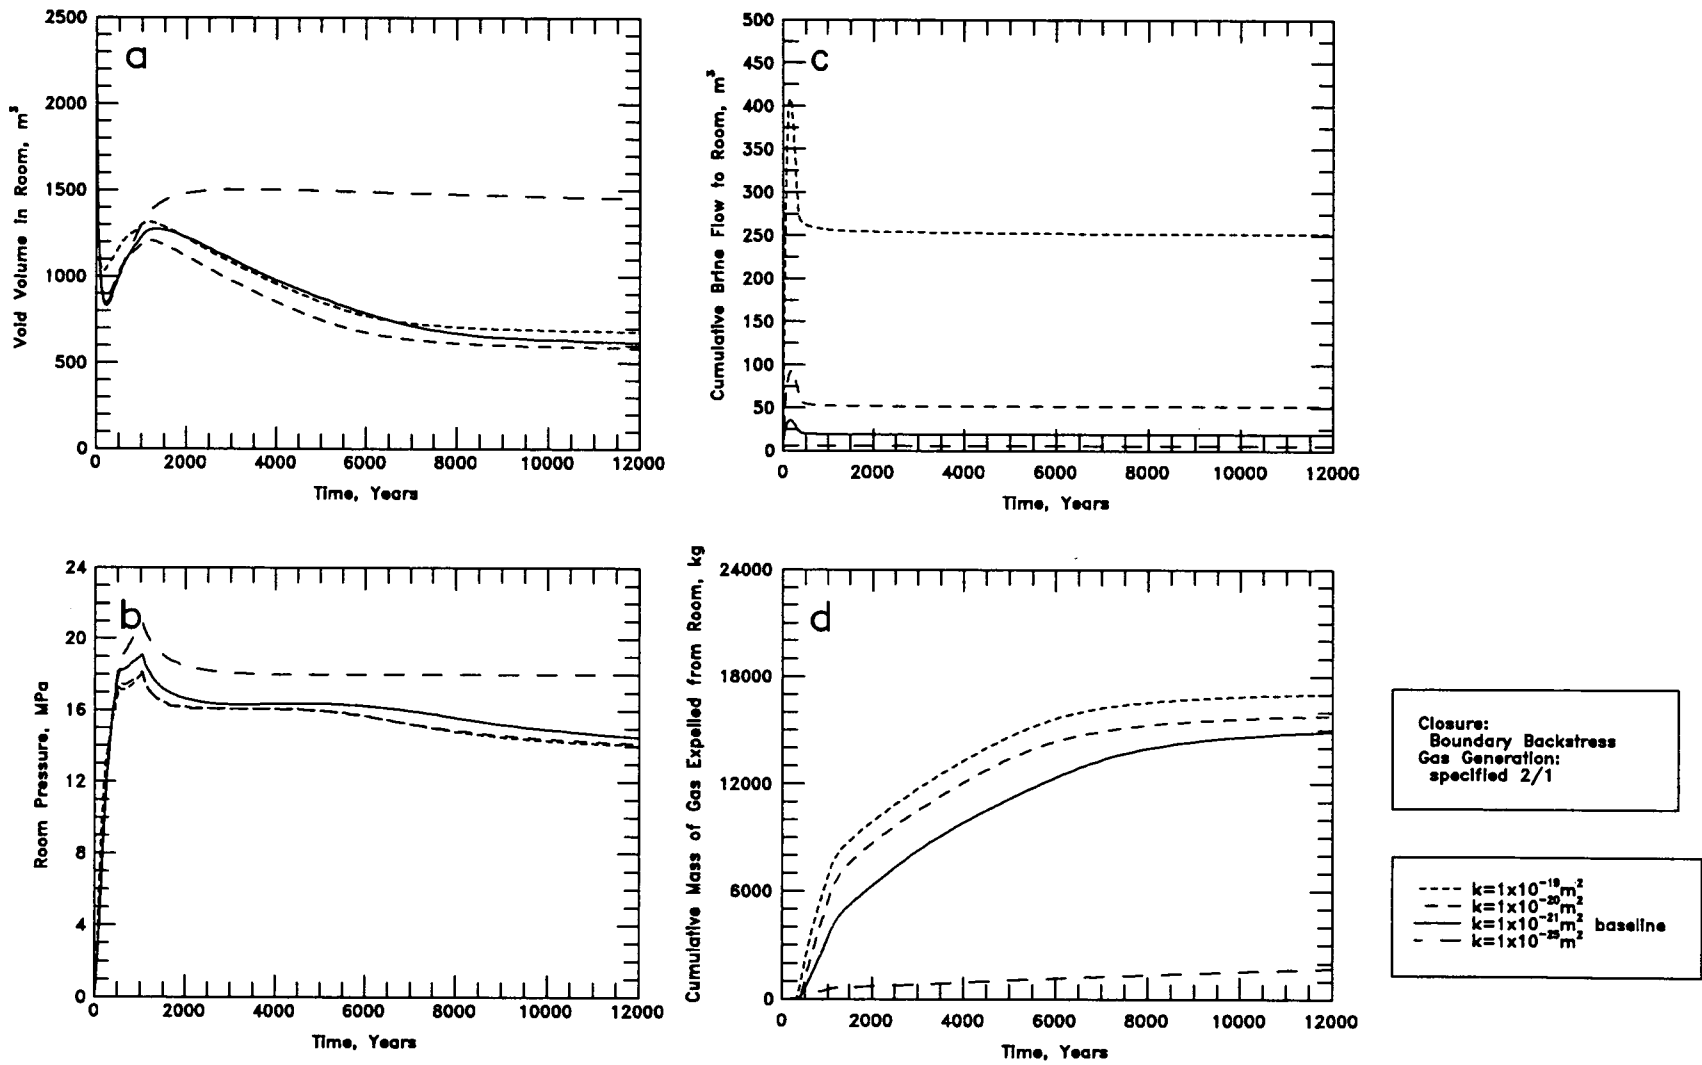 a
Void Volume in Room, m³
2500
2000
1500
1000
500
0
0 2000 4000 6000 8000 10000 12000
Time, Years
c
Cumulative Brine Flow to Room, m³
500
450
400
350
300
250
200
150
100
50
0
0 2000 4000 6000 8000 10000 12000
Time, Years
b
Room Pressure, MPa
24
20
16
12
8
4
0
0 2000 4000 6000 8000 10000 12000
Time, Years
d
Cumulative Mass of Gas Expelled from Room, kg
24000
18000
12000
6000
0
0 2000 4000 6000 8000 10000 12000
Time, Years
Closure:
Boundary Backstress
Gas Generation:
specified 2/1
k=1x10⁻¹⁹m²
k=1x10⁻²⁰m²
k=1x10⁻²¹m² baseline
k=1x10⁻²⁵m²